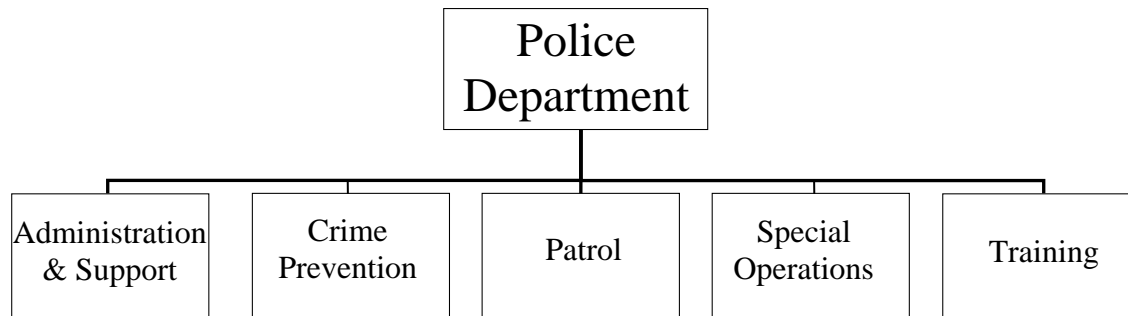 Police
Department
Administration
& Support
Crime
Prevention
Patrol
Special
Operations
Training